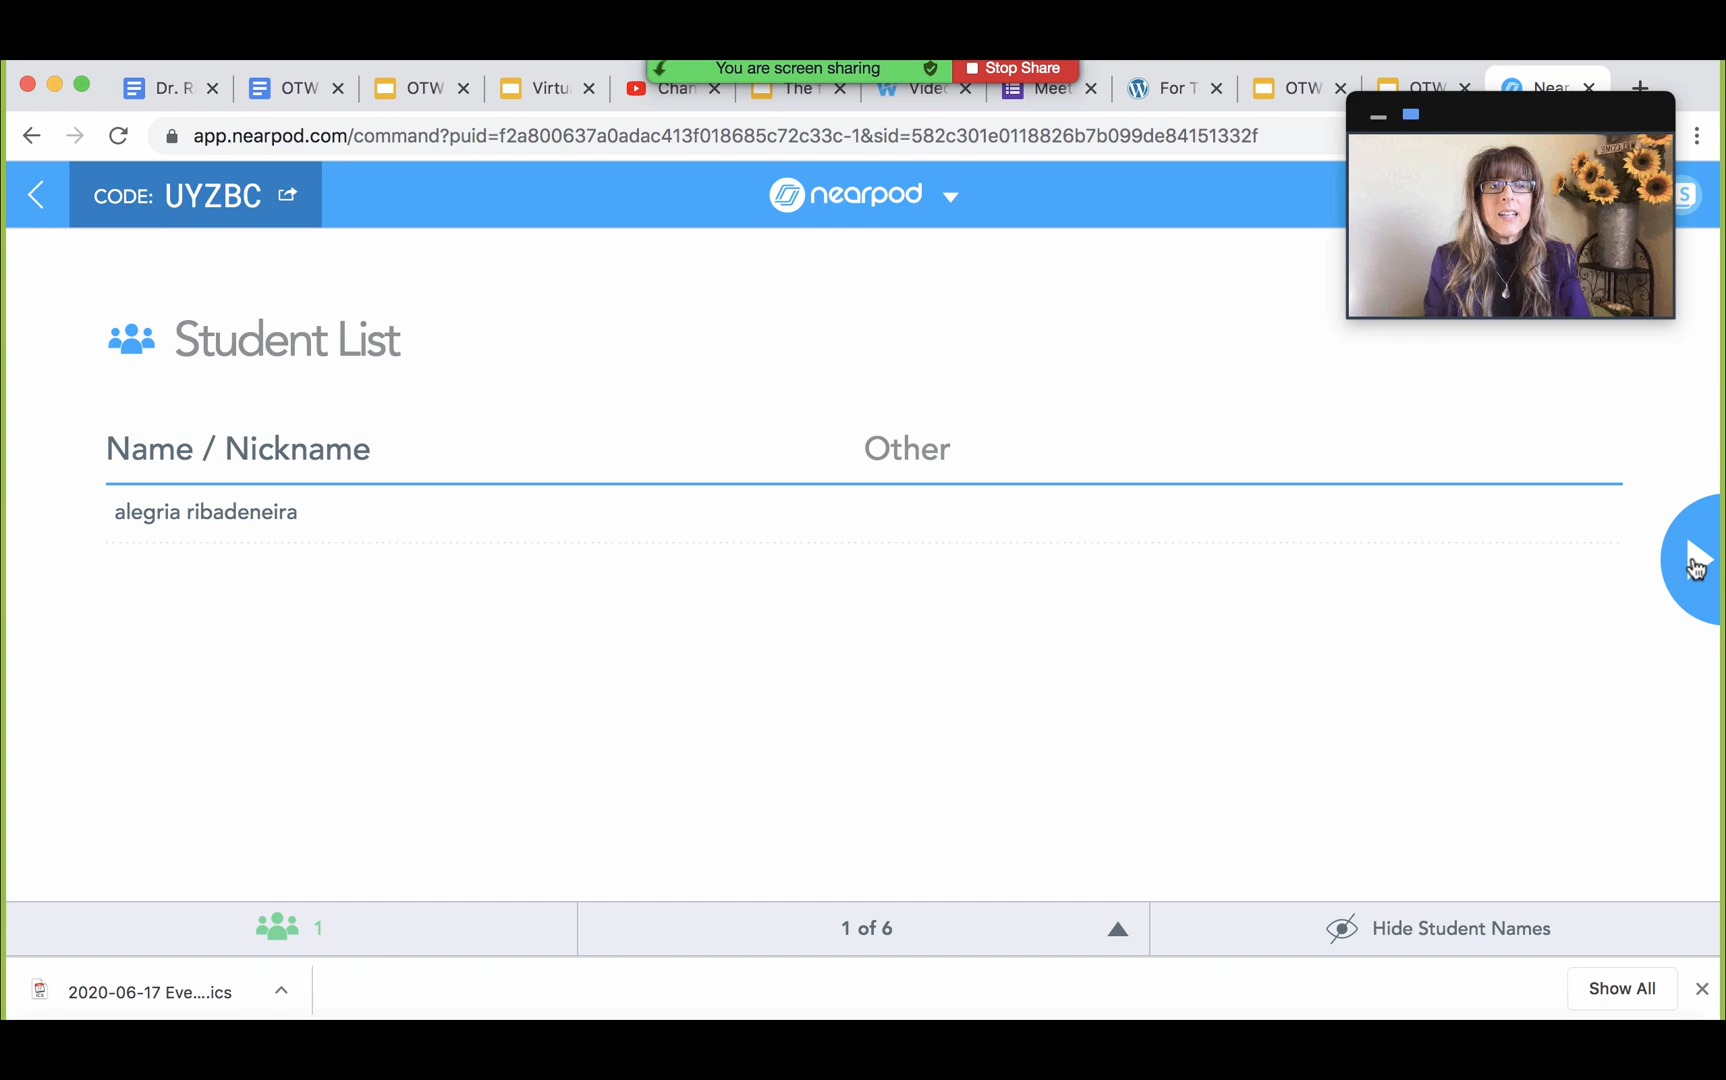 You are screen sharing
Stop Share
Dr. R
OTW
OTW
Virtu
Chan
The f
Video
Meet
For T
OTW
OTW
Near
app.nearpod.com/command?puid=f2a800637a0adac413f018685c72c33c-1&sid=582c301e0118826b7b099de84151332f
CODE: UYZBC
nearpod
S
Student List
Name / Nickname
Other
alegria ribadeneira
1
1 of 6
Hide Student Names
2020-06-17 Eve....ics
Show All